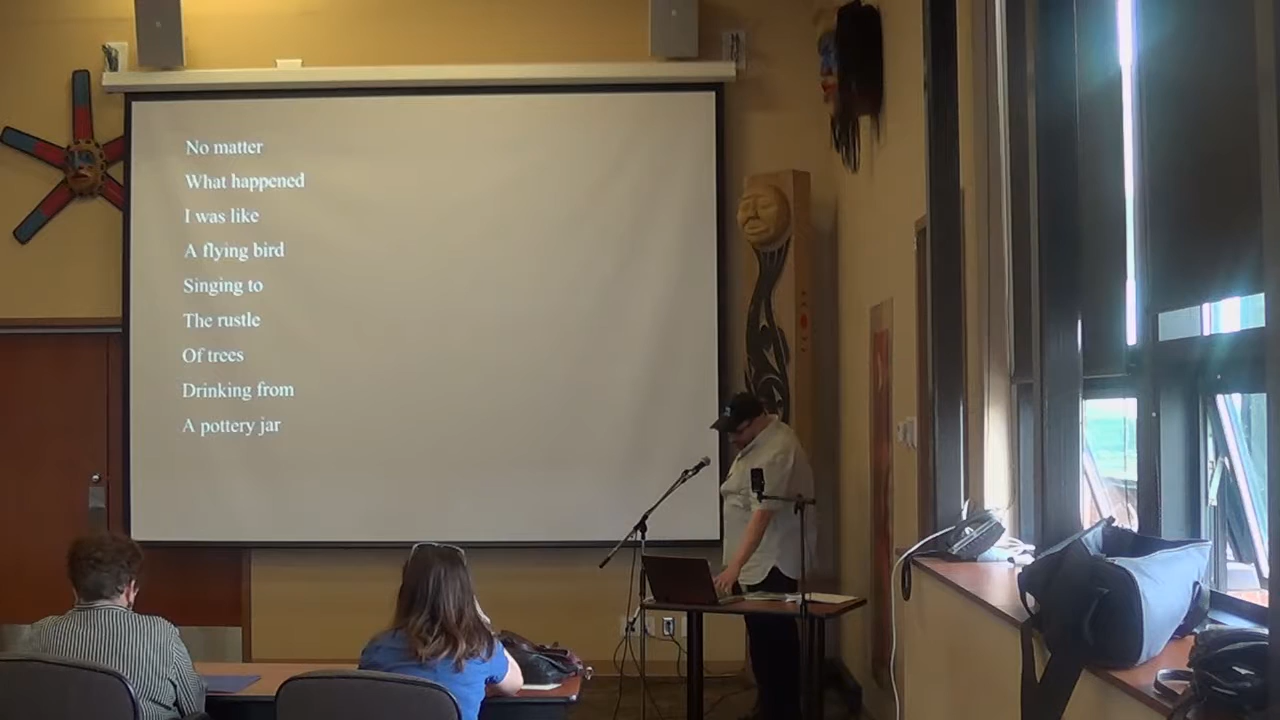 No matter
What happened
I was like
A flying bird
Singing to
The rustle
Of trees
Drinking from
A pottery jar